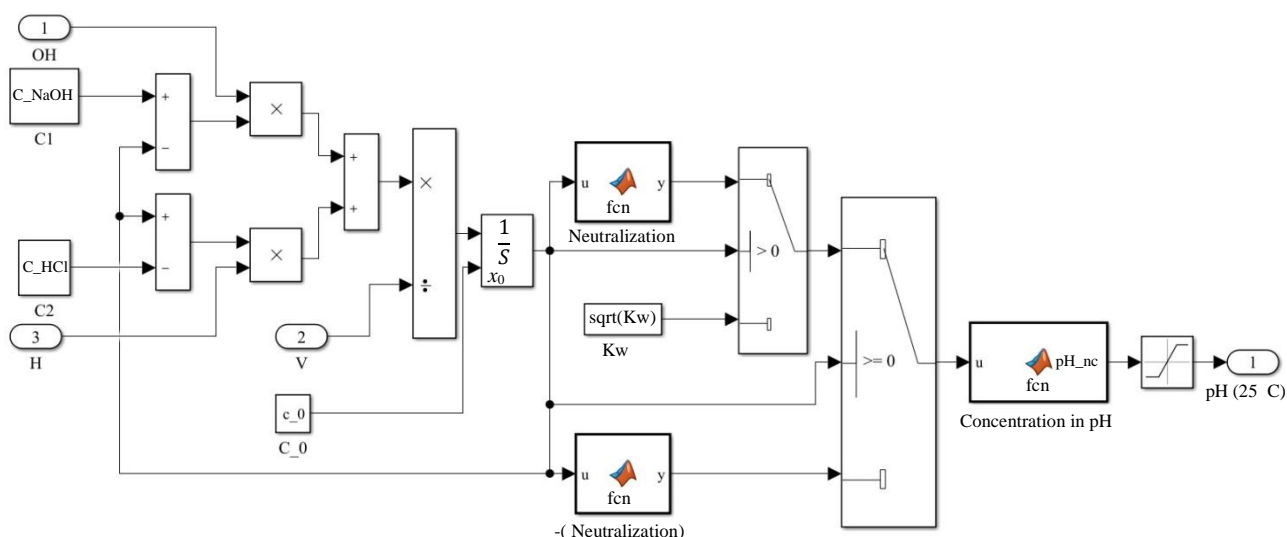 1
OH
C_NaOH
C1
+
−
×
+
−
C_HCl
C2
×
3
H
+
+
×
÷
2
V
c_0
C_0
1
S
x0
u
y
fcn
Neutralization
> 0
sqrt(Kw)
Kw
u
y
fcn
-( Neutralization)
>= 0
u
pH_nc
fcn
Concentration in pH
1
pH (25 C)